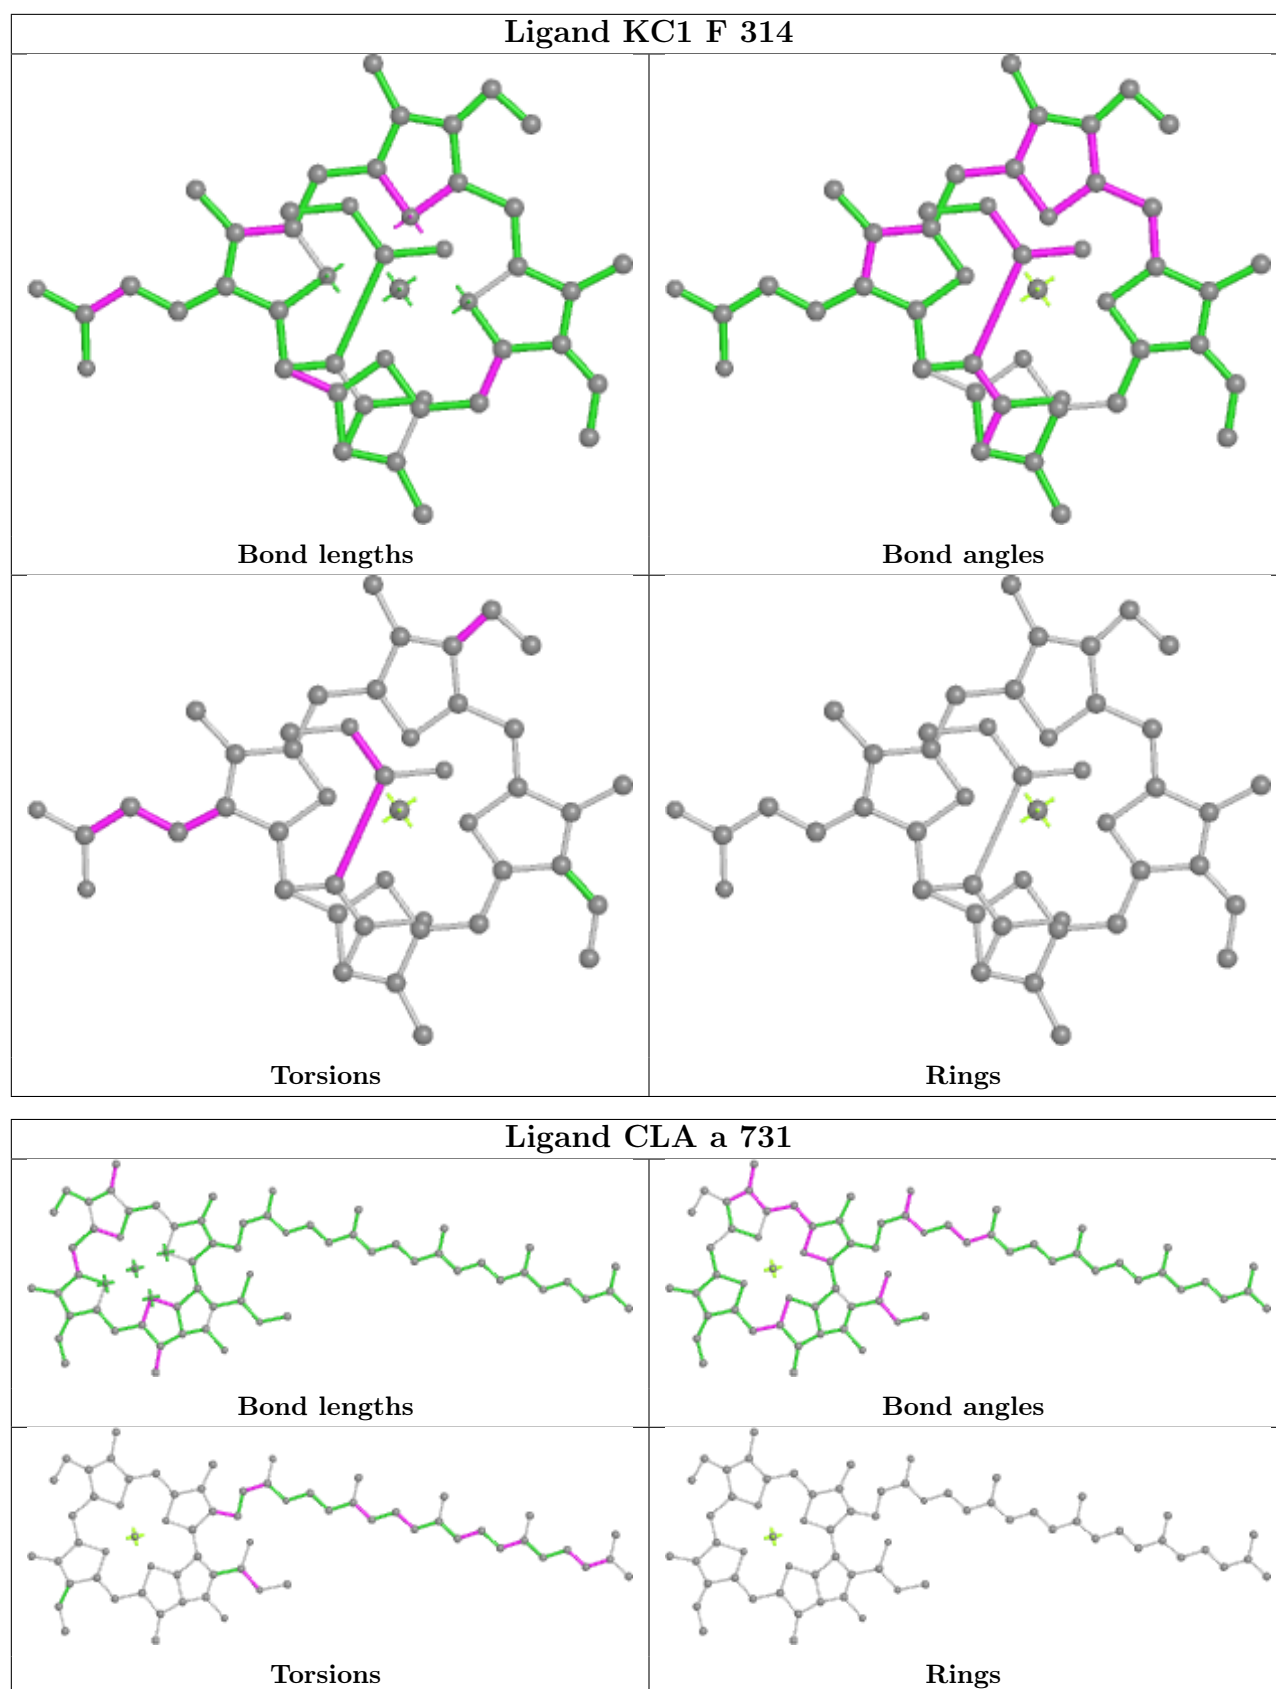 Ligand KC1 F 314
Bond lengths
Bond angles
Torsions
Rings
Ligand CLA a 731
Bond lengths
Bond angles
Torsions
Rings